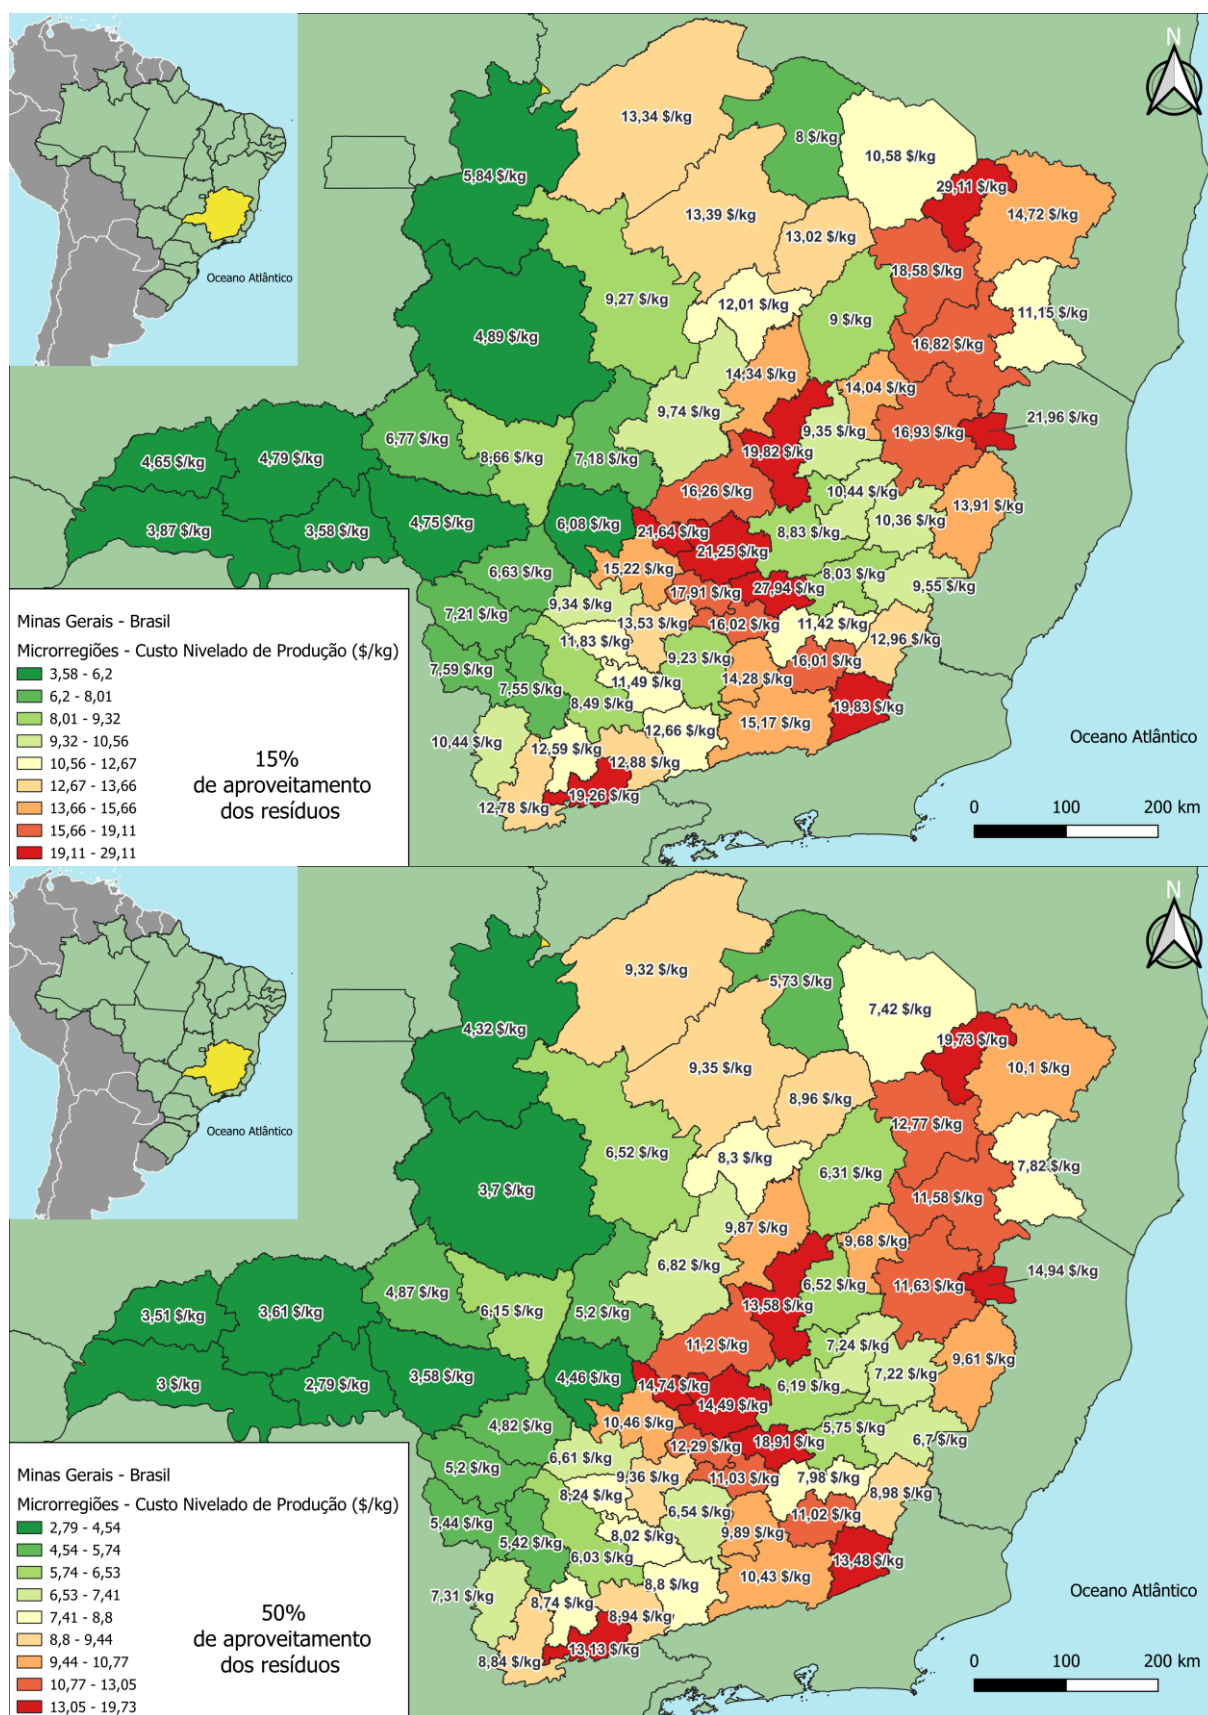 N
Oceano Atlântico
13,34 $/kg
8 $/kg
10,58 $/kg
5,84 $/kg
29,11 $/kg
13,39 $/kg
14,72 $/kg
13,02 $/kg
18,58 $/kg
9,27 $/kg
12,01 $/kg
9 $/kg
11,15 $/kg
4,89 $/kg
16,82 $/kg
14,34 $/kg
14,04 $/kg
9,74 $/kg
21,96 $/kg
6,77 $/kg
9,35 $/kg
16,93 $/kg
8,66 $/kg
7,18 $/kg
19,82 $/kg
4,65 $/kg
4,79 $/kg
16,26 $/kg
10,44 $/kg
13,91 $/kg
4,75 $/kg
6,08 $/kg
10,36 $/kg
3,87 $/kg
3,58 $/kg
21,64 $/kg
8,83 $/kg
21,25 $/kg
6,63 $/kg
15,22 $/kg
8,03 $/kg
9,55 $/kg
17,91 $/kg
27,94 $/kg
9,34 $/kg
7,21 $/kg
13,53 $/kg
16,02 $/kg
11,42 $/kg
11,83 $/kg
12,96 $/kg
9,23 $/kg
16,01 $/kg
7,59 $/kg
7,55 $/kg
11,49 $/kg
14,28 $/kg
8,49 $/kg
19,83 $/kg
15,17 $/kg
12,66 $/kg
10,44 $/kg
12,59 $/kg
12,88 $/kg
19,26 $/kg
12,78 $/kg
Oceano Atlântico
0 100 200 km
Minas Gerais - Brasil
Microrregiões - Custo Nivelado de Produção ($/kg)
3,58 - 6,2
6,2 - 8,01
8,01 - 9,32
9,32 - 10,56
10,56 - 12,67
12,67 - 13,66
13,66 - 15,66
15,66 - 19,11
19,11 - 29,11
15%
de aproveitamento
dos resíduos
N
Oceano Atlântico
9,32 $/kg
5,73 $/kg
7,42 $/kg
4,32 $/kg
19,73 $/kg
9,35 $/kg
10,1 $/kg
8,96 $/kg
12,77 $/kg
6,52 $/kg
8,3 $/kg
6,31 $/kg
7,82 $/kg
3,7 $/kg
11,58 $/kg
9,87 $/kg
9,68 $/kg
6,82 $/kg
14,94 $/kg
4,87 $/kg
6,52 $/kg
11,63 $/kg
6,15 $/kg
5,2 $/kg
13,58 $/kg
3,51 $/kg
3,61 $/kg
11,2 $/kg
7,24 $/kg
9,61 $/kg
3,58 $/kg
4,46 $/kg
7,22 $/kg
3 $/kg
2,79 $/kg
14,74 $/kg
6,19 $/kg
14,49 $/kg
4,82 $/kg
10,46 $/kg
5,75 $/kg
6,7 $/kg
12,29 $/kg
18,91 $/kg
6,61 $/kg
5,2 $/kg
9,36 $/kg
11,03 $/kg
7,98 $/kg
8,24 $/kg
8,98 $/kg
6,54 $/kg
11,02 $/kg
5,44 $/kg
5,42 $/kg
8,02 $/kg
9,89 $/kg
6,03 $/kg
13,48 $/kg
10,43 $/kg
8,8 $/kg
7,31 $/kg
8,74 $/kg
8,94 $/kg
13,13 $/kg
8,84 $/kg
Oceano Atlântico
0 100 200 km
Minas Gerais - Brasil
Microrregiões - Custo Nivelado de Produção ($/kg)
2,79 - 4,54
4,54 - 5,74
5,74 - 6,53
6,53 - 7,41
7,41 - 8,8
8,8 - 9,44
9,44 - 10,77
10,77 - 13,05
13,05 - 19,73
50%
de aproveitamento
dos resíduos